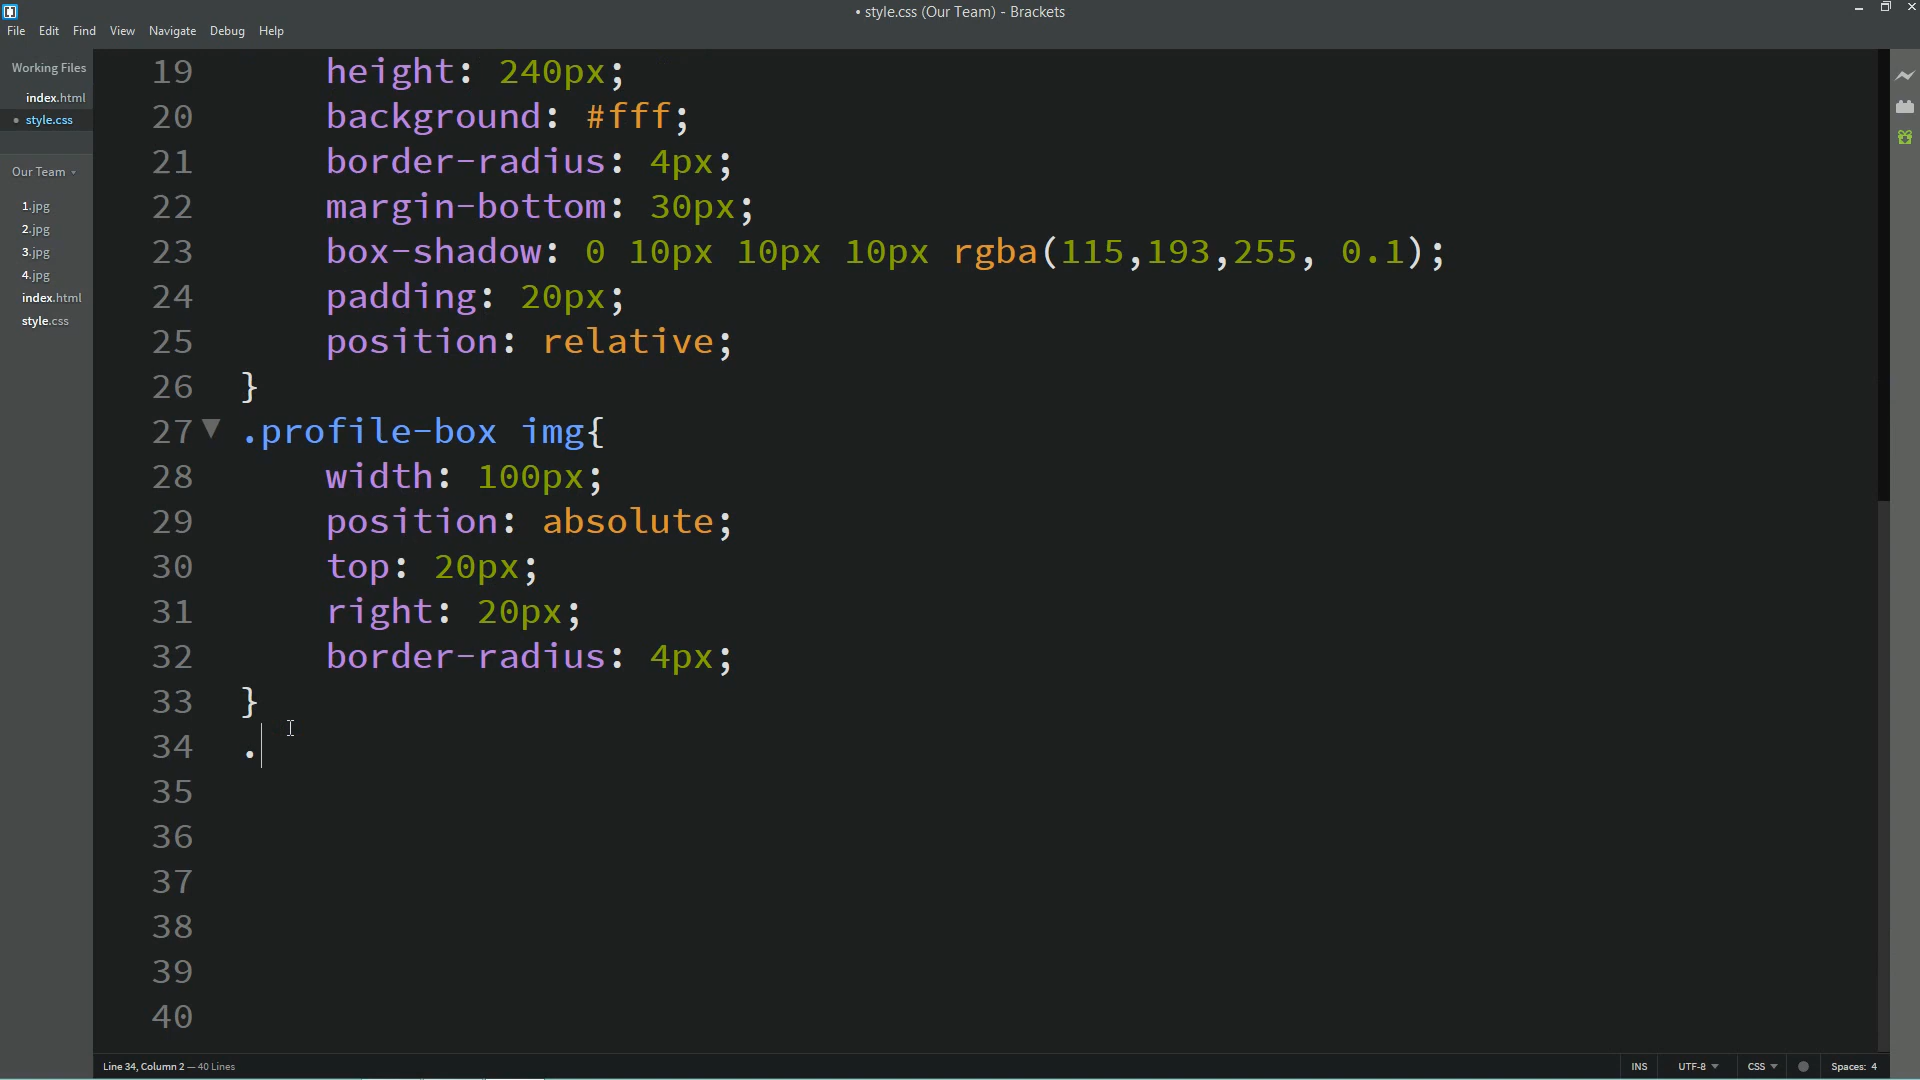 • style.css (Our Team) - Brackets
File Edit Find View Navigate Debug Help
Working Files
index.html
• style.css
Our Team
1.jpg
2.jpg
3.jpg
4.jpg
index.html
style.css
19 height: 240px;
20 background: #fff;
21 border-radius: 4px;
22 margin-bottom: 30px;
23 box-shadow: 0 10px 10px 10px rgba(115,193,255, 0.1);
24 padding: 20px;
25 position: relative;
26 }
27 .profile-box img{
28 width: 100px;
29 position: absolute;
30 top: 20px;
31 right: 20px;
32 border-radius: 4px;
33 }
34 .
35
36
37
38
39
40
Line 34, Column 2 — 40 Lines
INS UTF-8 CSS Spaces: 4